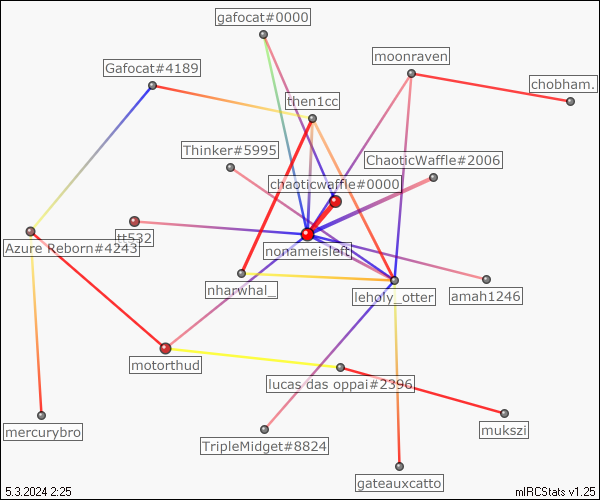 gafocat#0000
moonraven
Gafocat#4189
chobham.
then1cc
Thinker#5995
ChaoticWaffle#2006
chaoticwaffle#0000
tt532
Azure Reborn#4243
nonameisleft
nharwhal_
leholy_otter
amah1246
motorthud
lucas das oppai#2396
mercurybro
mukszi
TripleMidget#8824
gateauxcatto
5.3.2024 2:25
mIRCStats v1.25